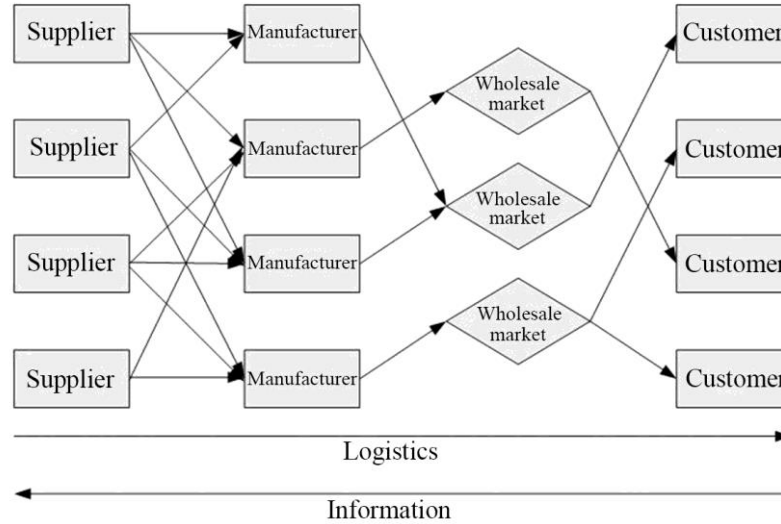 Supplier
Manufacturer
Customer
Wholesale
market
Supplier
Manufacturer
Customer
Wholesale
market
Supplier
Manufacturer
Customer
Wholesale
market
Supplier
Manufacturer
Customer
Logistics
Information